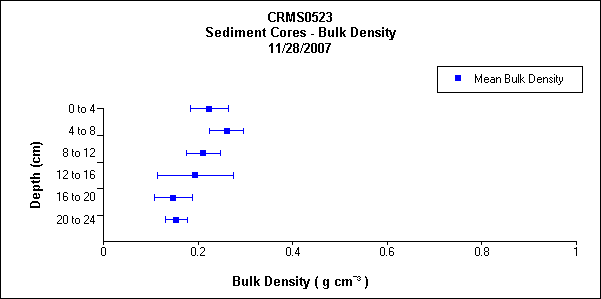 CRMS0523
Sediment Cores - Bulk Density
11/28/2007
Mean Bulk Density
Depth (cm)
0 to 4
4 to 8
8 to 12
12 to 16
16 to 20
20 to 24
0 0.2 0.4 0.6 0.8 1
Bulk Density ( g cm⁻³ )